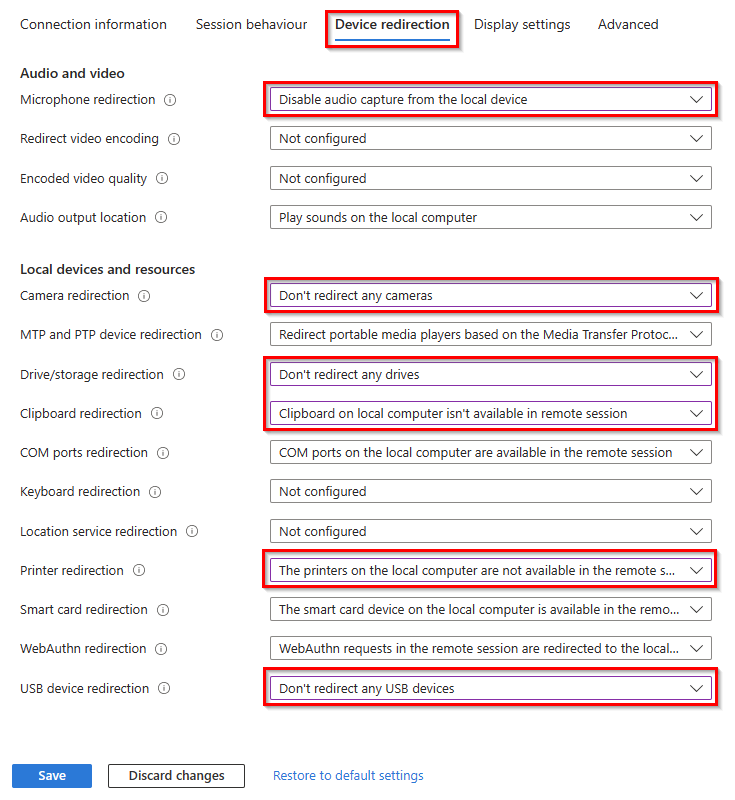 Connection information Session behaviour Device redirection Display settings Advanced
Audio and video
Microphone redirection Disable audio capture from the local device
Redirect video encoding Not configured
Encoded video quality Not configured
Audio output location Play sounds on the local computer
Local devices and resources
Camera redirection Don't redirect any cameras
MTP and PTP device redirection Redirect portable media players based on the Media Transfer Protoc...
Drive/storage redirection Don't redirect any drives
Clipboard redirection Clipboard on local computer isn't available in remote session
COM ports redirection COM ports on the local computer are available in the remote session
Keyboard redirection Not configured
Location service redirection Not configured
Printer redirection The printers on the local computer are not available in the remote s...
Smart card redirection The smart card device on the local computer is available in the remo...
WebAuthn redirection WebAuthn requests in the remote session are redirected to the local...
USB device redirection Don't redirect any USB devices
Save Discard changes Restore to default settings